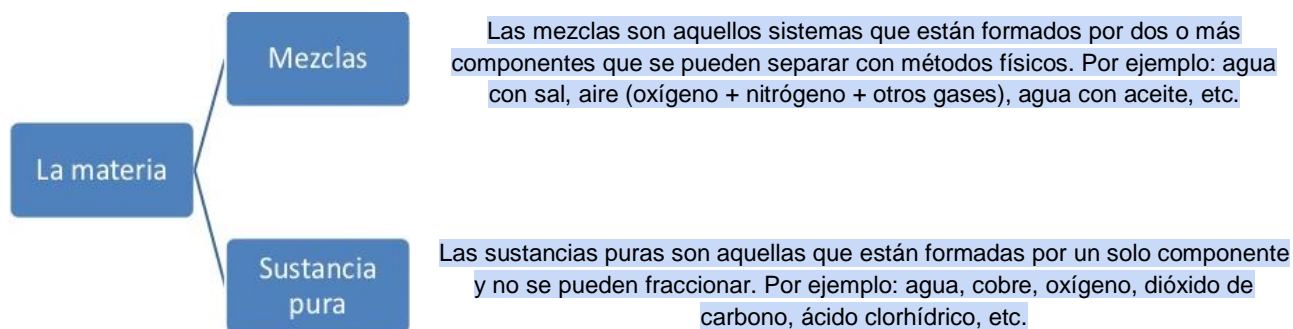 Mezclas
Las mezclas son aquellos sistemas que están formados por dos o más
componentes que se pueden separar con métodos físicos. Por ejemplo: agua
con sal, aire (oxígeno + nitrógeno + otros gases), agua con aceite, etc.
La materia
Sustancia
pura
Las sustancias puras son aquellas que están formadas por un solo componente
y no se pueden fraccionar. Por ejemplo: agua, cobre, oxígeno, dióxido de
carbono, ácido clorhídrico, etc.